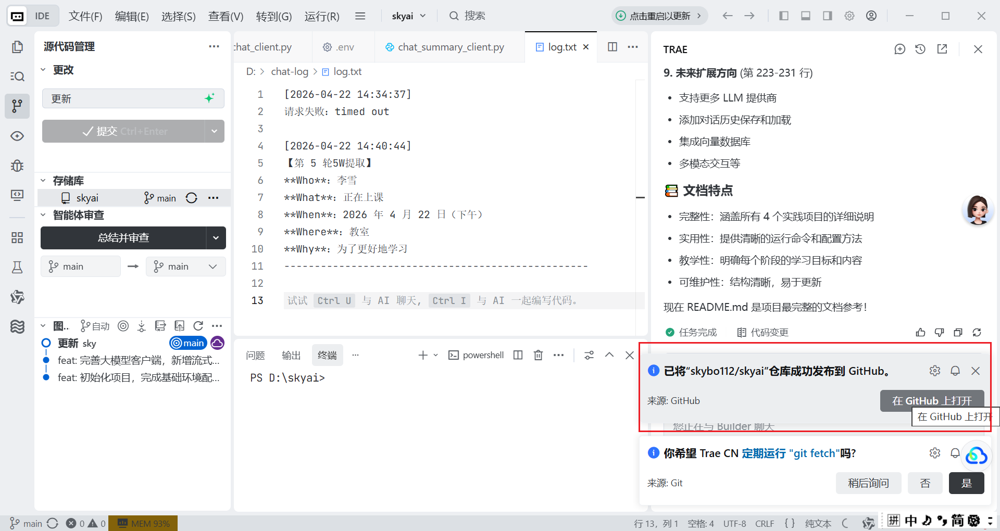 IDE 文件(F) 编辑(E) 选择(S) 查看(V) 转到(G) 运行(R) skyai 搜索 点击重启以更新
源代码管理
更改
更新
提交 Ctrl+Enter
存储库
skyai main
智能体审查
总结并审查
main main
图... 自动
更新 sky main
feat: 完善大模型客户端，新增流式...
feat: 初始化项目，完成基础环境配...
chat_client.py .env chat_summary_client.py log.txt
D: > chat-log > log.txt
1 [2026-04-22 14:34:37]
2 请求失败: timed out
3
4 [2026-04-22 14:40:44]
5 【第 5 轮5W提取】
6 **Who**: 李雪
7 **What**: 正在上课
8 **When**: 2026 年 4 月 22 日（下午）
9 **Where**: 教室
10 **Why**: 为了更好地学习
11 --------------------------------------------------
12
13 试试 Ctrl U 与 AI 聊天, Ctrl I 与 AI 一起编写代码。
问题 输出 终端 ··· powershell
PS D:\skyai>
TRAE
9. 未来扩展方向 (第 223-231 行)
• 支持更多 LLM 提供商
• 添加对话历史保存和加载
• 集成向量数据库
• 多模态交互等
文档特点
• 完整性：涵盖所有 4 个实践项目的详细说明
• 实用性：提供清晰的运行命令和配置方法
• 教学性：明确每个阶段的学习目标和内容
• 可维护性：结构清晰，易于更新
现在 README.md 是项目最完整的文档参考！
任务完成 代码变更
已将“skybo112/skyai”仓库成功发布到 GitHub。
来源: GitHub 在 GitHub 上打开
在 GitHub 上打开
您正在与 Builder 聊天
你希望 Trae CN 定期运行 "git fetch"吗?
来源: Git 稍后询问 否 是
main 0 0 MEM 93% 行 13，列 1 空格: 4 UTF-8 CRLF { } 纯文本 拼 中 简